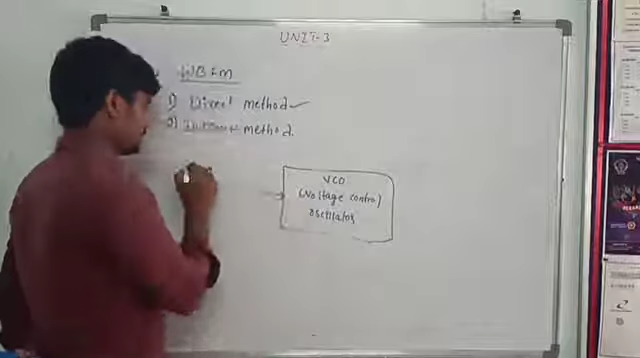 UNIT-3
WBFM
1) Direct method ✓
2) Indirect method.
VCO
(Voltage control)
oscillator